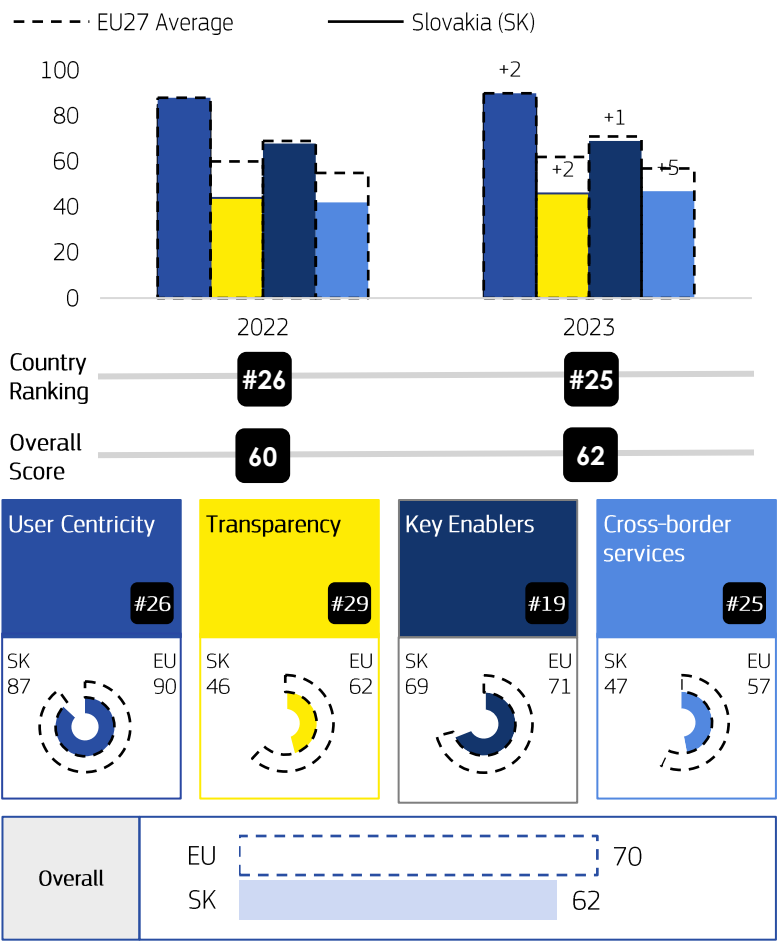 EU27 Average
Slovakia (SK)
100
80
60
40
20
0
+2
+2
+1
+5
2022
2023
Country
Ranking
#26
#25
Overall
Score
60
62
User Centricity
#26
Transparency
#29
Key Enablers
#19
Cross-border
services
#25
SK
87
EU
90
SK
46
EU
62
SK
69
EU
71
SK
47
EU
57
Overall
EU
70
SK
62